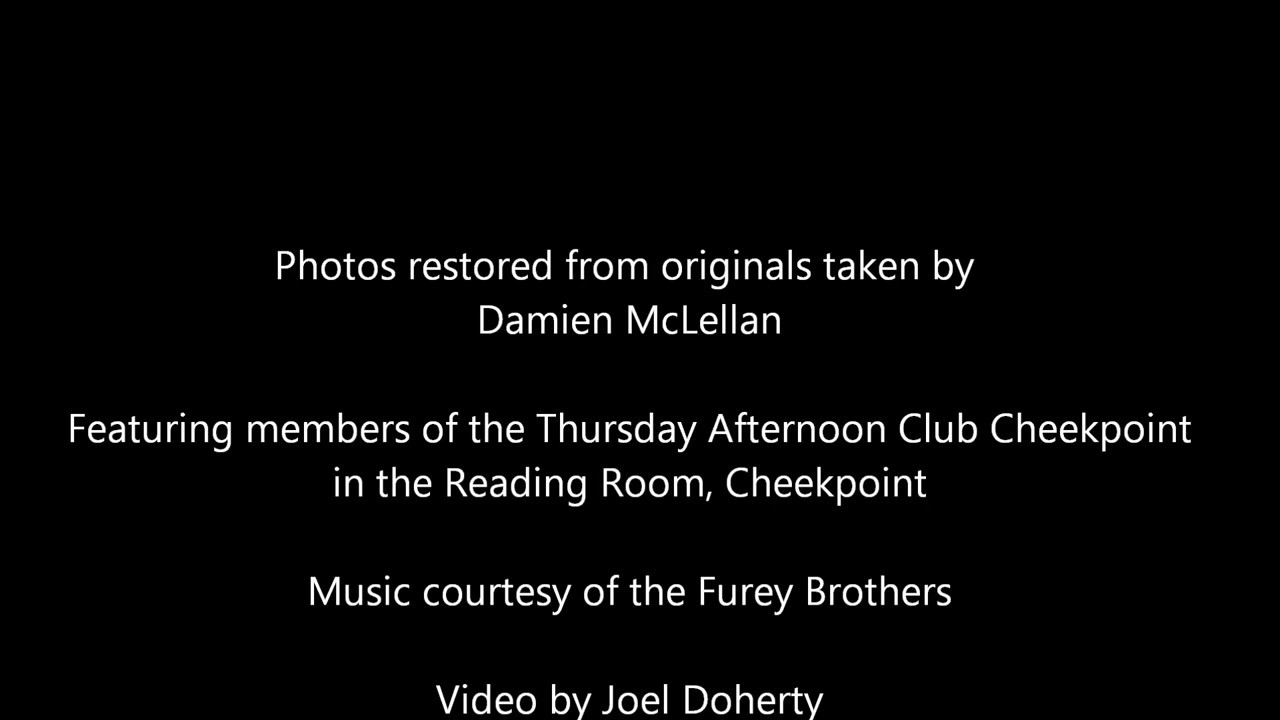 Photos restored from originals taken by
Damien McLellan
Featuring members of the Thursday Afternoon Club Cheekpoint
in the Reading Room, Cheekpoint
Music courtesy of the Furey Brothers
Video by Joel Doherty